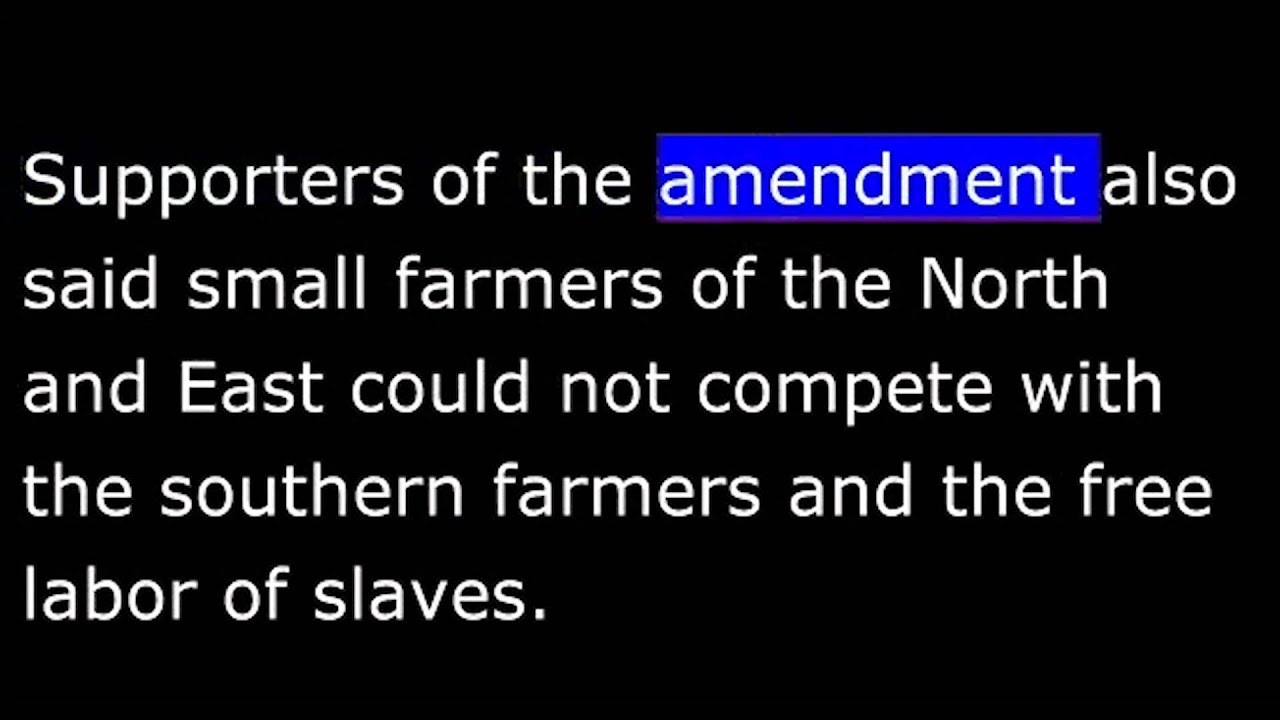 Supporters of the amendment also
said small farmers of the North
and East could not compete with
the southern farmers and the free
labor of slaves.